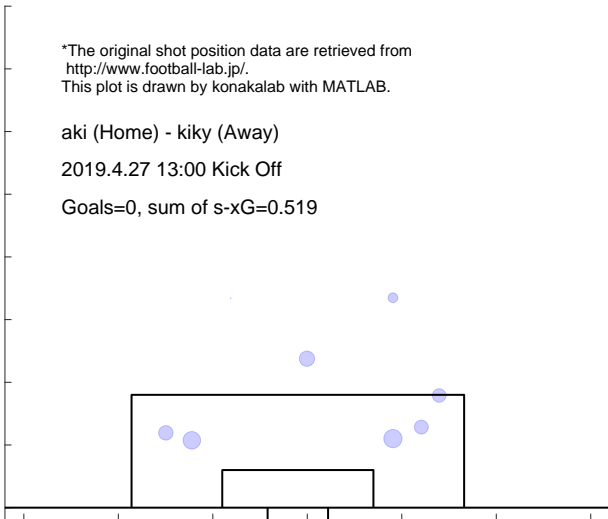 *The original shot position data are retrieved from
http://www.football-lab.jp/.
This plot is drawn by konakalab with MATLAB.
aki (Home) - kiky (Away)
2019.4.27 13:00 Kick Off
Goals=0, sum of s-xG=0.519